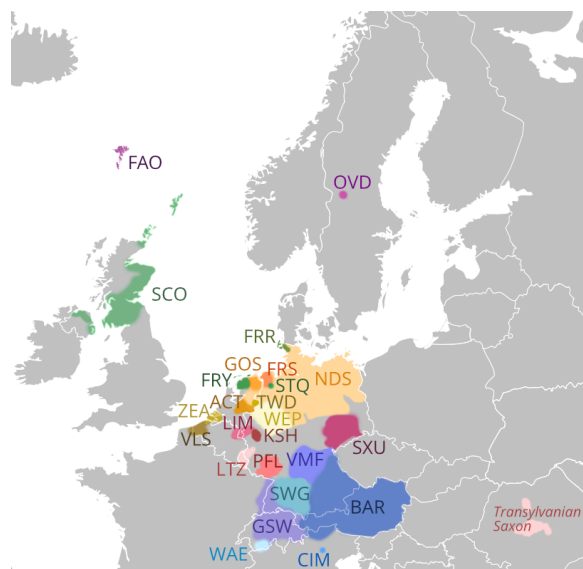 FAO
OVD
SCO
FRR
GOS
FRS
FRY
STQ
NDS
ACT
TWD
ZEA
WEP
LIM
VLS
KSH
SXU
LTZ
PFL
VMF
SWG
BAR
Transylvanian
Saxon
GSW
WAE
CIM